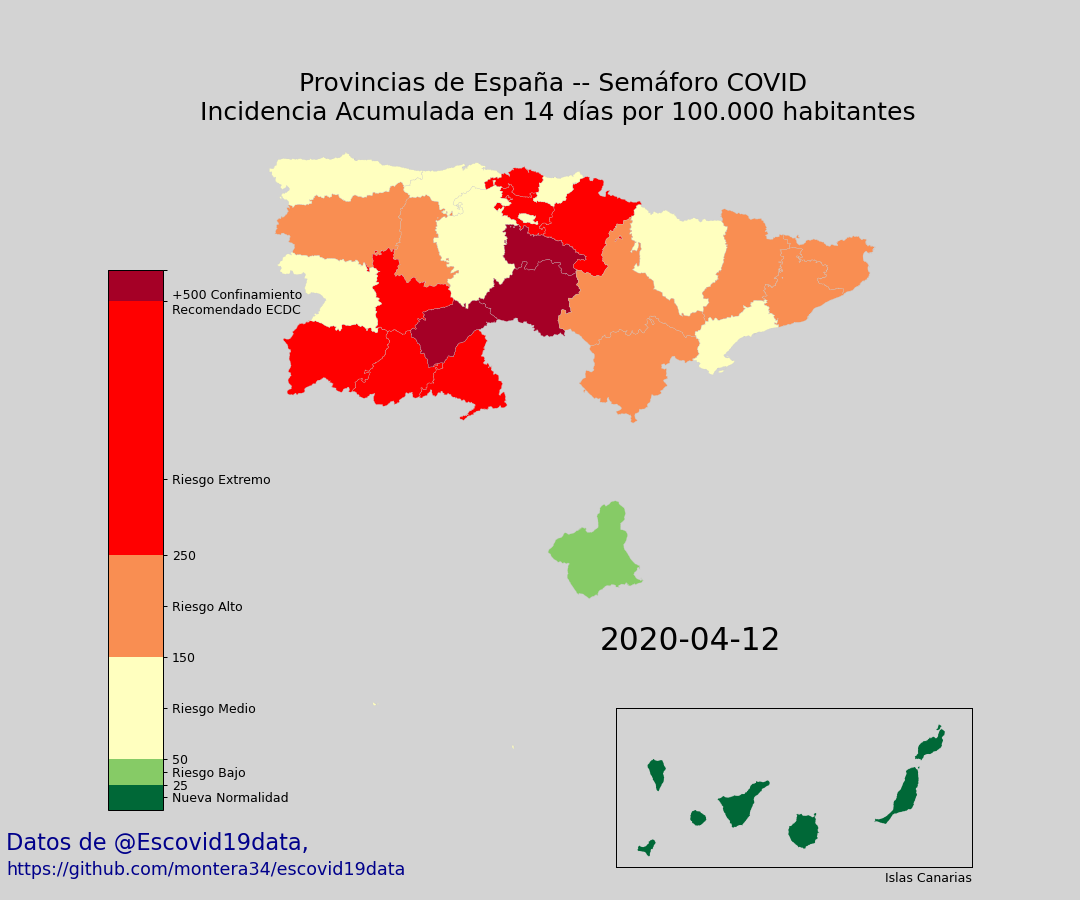 Provincias de España -- Semáforo COVID
Incidencia Acumulada en 14 días por 100.000 habitantes
+500 Confinamiento
Recomendado ECDC
Riesgo Extremo
250
Riesgo Alto
150
Riesgo Medio
50
Riesgo Bajo
25
Nueva Normalidad
2020-04-12
Islas Canarias
Datos de @Escovid19data,
https://github.com/montera34/escovid19data